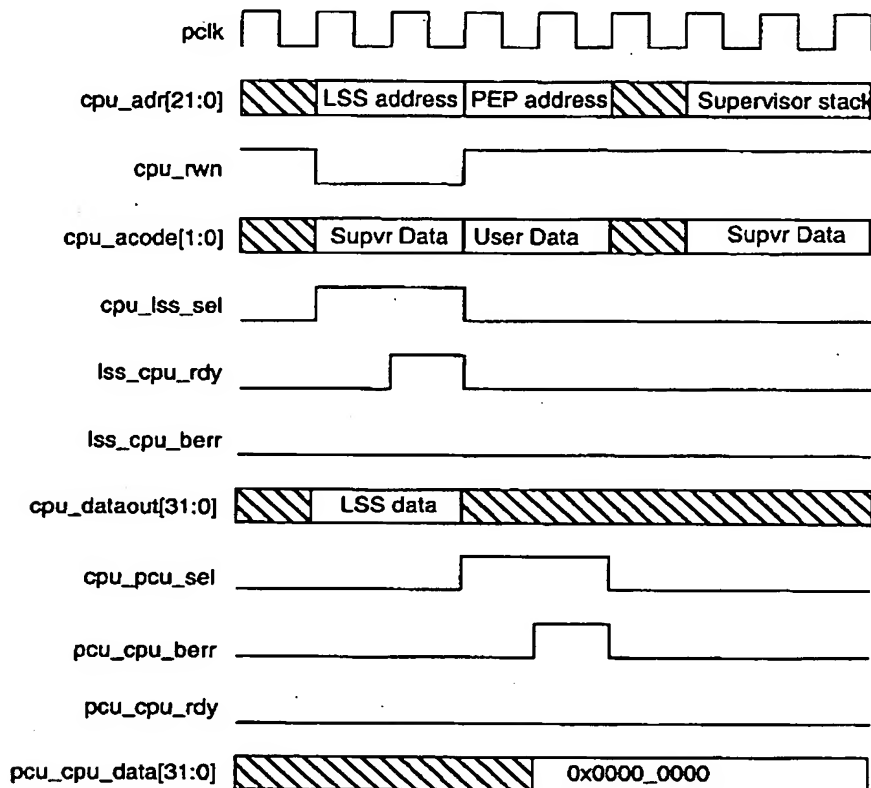 pclk
cpu_adr[21:0] LSS address PEP address Supervisor stack
cpu_rwn
cpu_acode[1:0] Supvr Data User Data Supvr Data
cpu_lss_sel
lss_cpu_rdy
lss_cpu_berr
cpu_dataout[31:0] LSS data
cpu_pcu_sel
pcu_cpu_berr
pcu_cpu_rdy
pcu_cpu_data[31:0] 0x0000_0000